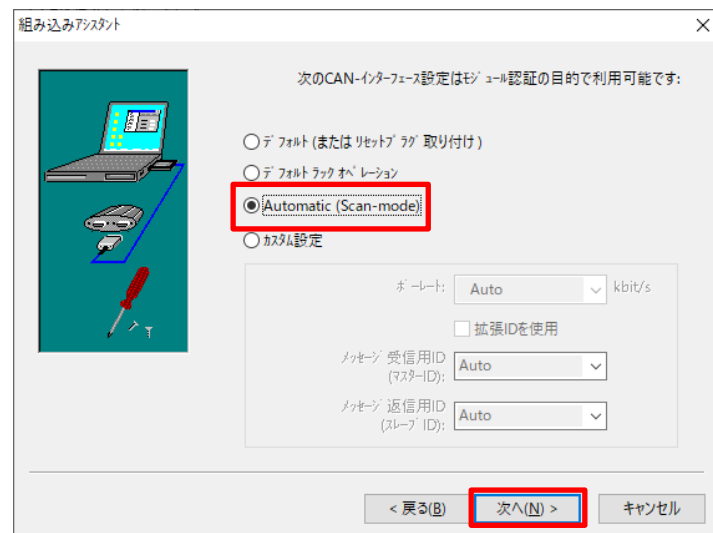 組み込みｱｼｽﾀﾝﾄ
次のCAN-ｲﾝﾀｰﾌｪｰｽ設定はﾓｼﾞｭｰﾙ認証の目的で利用可能です:
ﾃﾞﾌｫﾙﾄ (または ﾘｾｯﾄﾌﾟﾗｸﾞ 取り付け )
ﾃﾞﾌｫﾙﾄ ﾗｯｸ ｵﾍﾟﾚｰｼｮﾝ
Automatic (Scan-mode)
ｶｽﾀﾑ設定
ﾎﾞｰﾚｰﾄ: Auto kbit/s
拡張IDを使用
ﾒｯｾｰｼﾞ 受信用ID
(ﾏｽﾀｰID): Auto
ﾒｯｾｰｼﾞ 返信用ID
(ｽﾚｰﾌﾞ ID): Auto
< 戻る(B) 次へ(N) > キャンセル